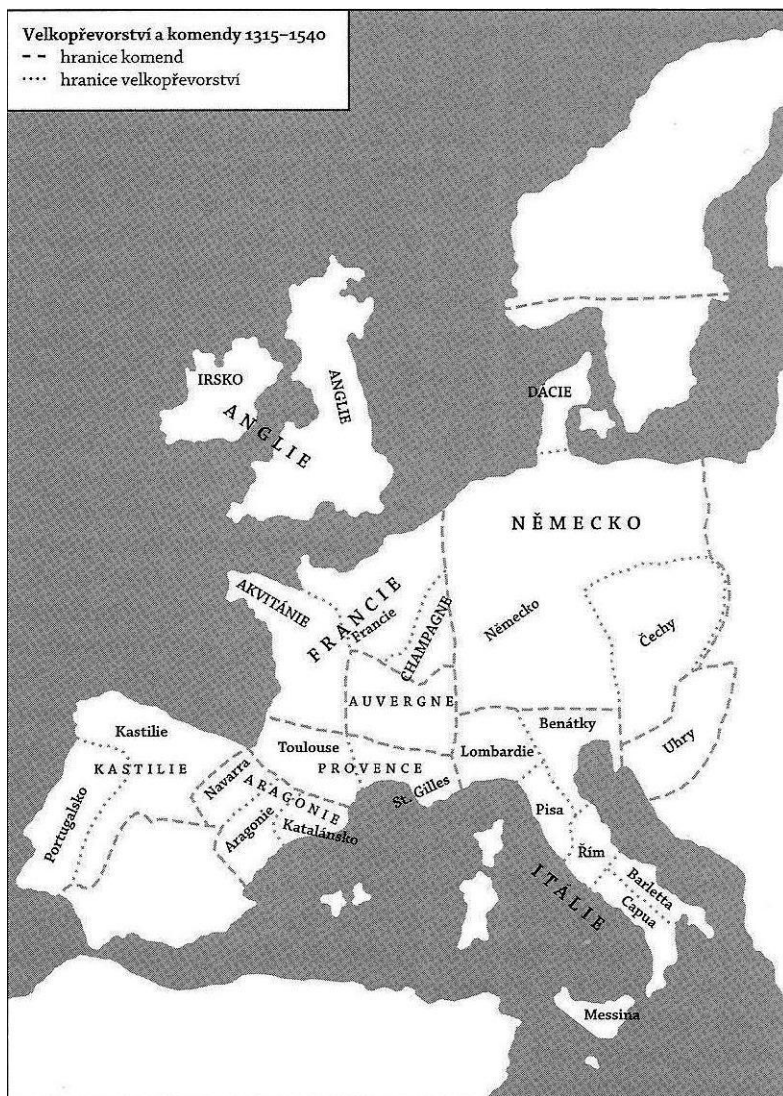 Velkopřevorství a komendy 1315–1540
hranice komend
hranice velkopřevorství
IRSKO
ANGLIE
ANGLIE
DÁCIE
NĚMECKO
AKVITÁNIE
FRANCIE
Francie
CHAMPAGNE
Německo
Čechy
AUVERGNE
Kastilie
KASTILIE
Portugalsko
Toulouse
PROVENCE
St. Gilles
Navarra
ARAGONIE
Aragonie
Katalánsko
Lombardie
Benátky
Uhry
Pisa
Řím
ITÁLIE
Barletta
Capua
Messina